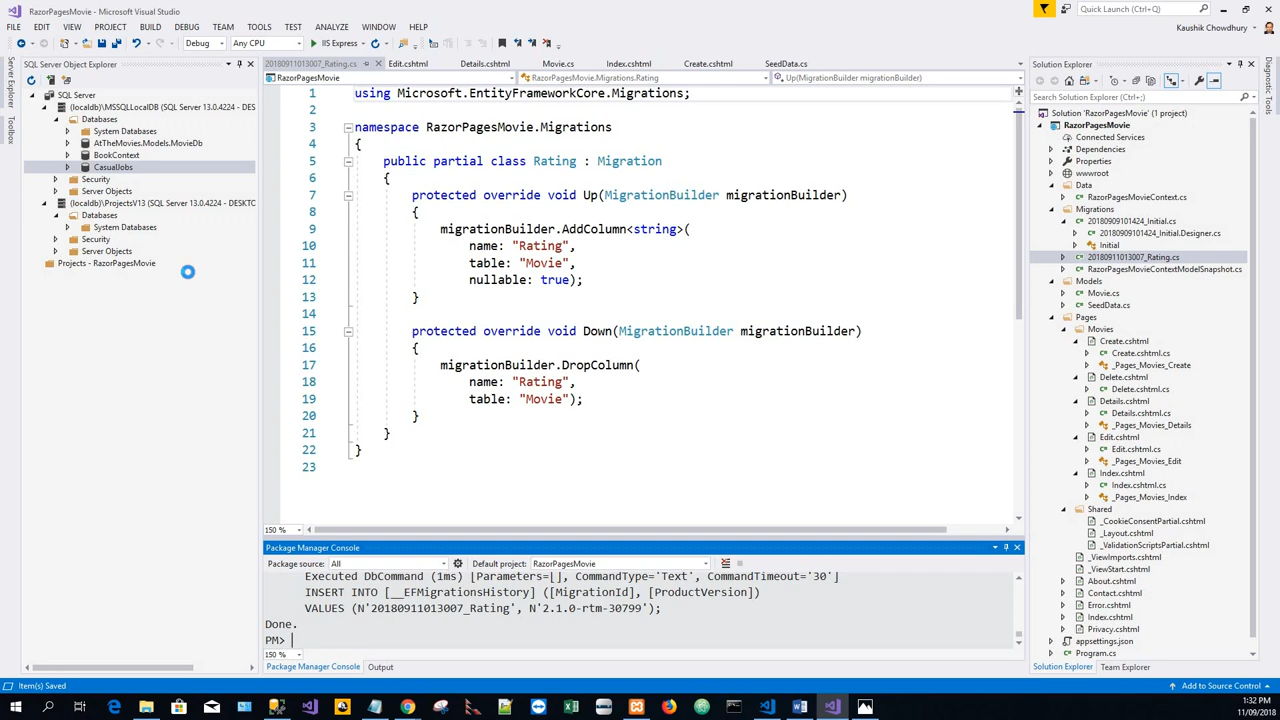 RazorPagesMovie - Microsoft Visual Studio
Quick Launch (Ctrl+Q)
FILE EDIT VIEW PROJECT BUILD DEBUG TEAM TOOLS TEST ANALYZE WINDOW HELP
Kaushik Chowdhury
Debug Any CPU IIS Express
Server Explorer
Toolbox
SQL Server Object Explorer
SQL Server
(localdb)\MSSQLLocalDB (SQL Server 13.0.4224 - DES
Databases
System Databases
AtTheMovies.Models.MovieDb
BookContext
CasualJobs
Security
Server Objects
(localdb)\ProjectsV13 (SQL Server 13.0.4224 - DESKTO
Databases
System Databases
Security
Server Objects
Projects - RazorPagesMovie
20180911013007_Rating.cs Edit.cshtml Details.cshtml Movie.cs Index.cshtml Create.cshtml SeedData.cs
RazorPagesMovie RazorPagesMovie.Migrations.Rating Up(MigrationBuilder migrationBuilder)
1 using Microsoft.EntityFrameworkCore.Migrations;
2
3 namespace RazorPagesMovie.Migrations
4 {
5 public partial class Rating : Migration
6 {
7 protected override void Up(MigrationBuilder migrationBuilder)
8 {
9 migrationBuilder.AddColumn<string>(
10 name: "Rating",
11 table: "Movie",
12 nullable: true);
13 }
14
15 protected override void Down(MigrationBuilder migrationBuilder)
16 {
17 migrationBuilder.DropColumn(
18 name: "Rating",
19 table: "Movie");
20 }
21 }
22 }
23
150 %
Package Manager Console
Package source: All Default project: RazorPagesMovie
Executed DbCommand (1ms) [Parameters=[], CommandType='Text', CommandTimeout='30']
INSERT INTO [__EFMigrationsHistory] ([MigrationId], [ProductVersion])
VALUES (N'20180911013007_Rating', N'2.1.0-rtm-30799');
Done.
PM>
150 %
Package Manager Console Output
Solution Explorer
Search Solution Explorer (Ctrl+;)
Solution 'RazorPagesMovie' (1 project)
RazorPagesMovie
Connected Services
Dependencies
Properties
wwwroot
Data
RazorPagesMovieContext.cs
Migrations
20180909101424_Initial.cs
20180909101424_Initial.Designer.cs
Initial
20180911013007_Rating.cs
RazorPagesMovieContextModelSnapshot.cs
Models
Movie.cs
SeedData.cs
Pages
Movies
Create.cshtml
Create.cshtml.cs
_Pages_Movies_Create
Delete.cshtml
Delete.cshtml.cs
Details.cshtml
Details.cshtml.cs
_Pages_Movies_Details
Edit.cshtml
Edit.cshtml.cs
_Pages_Movies_Edit
Index.cshtml
Index.cshtml.cs
_Pages_Movies_Index
Shared
_CookieConsentPartial.cshtml
_Layout.cshtml
_ValidationScriptsPartial.cshtml
_ViewImports.cshtml
_ViewStart.cshtml
About.cshtml
Contact.cshtml
Error.cshtml
Index.cshtml
Privacy.cshtml
appsettings.json
Program.cs
Solution Explorer Team Explorer
Diagnostic Tools
Item(s) Saved
Add to Source Control
1:32 PM
11/09/2018